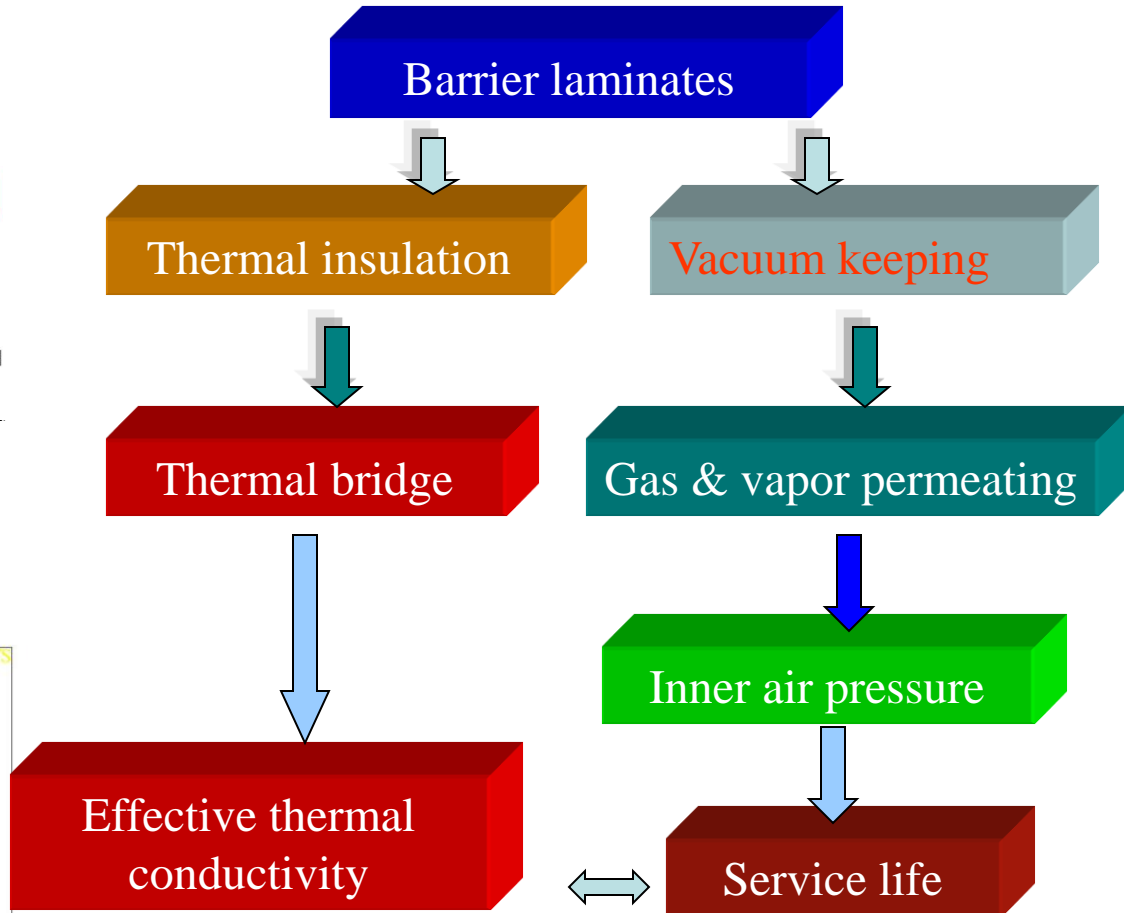 Barrier laminates
Thermal insulation
Vacuum keeping
Thermal bridge
Gas & vapor permeating
Inner air pressure
Effective thermal
conductivity
Service life